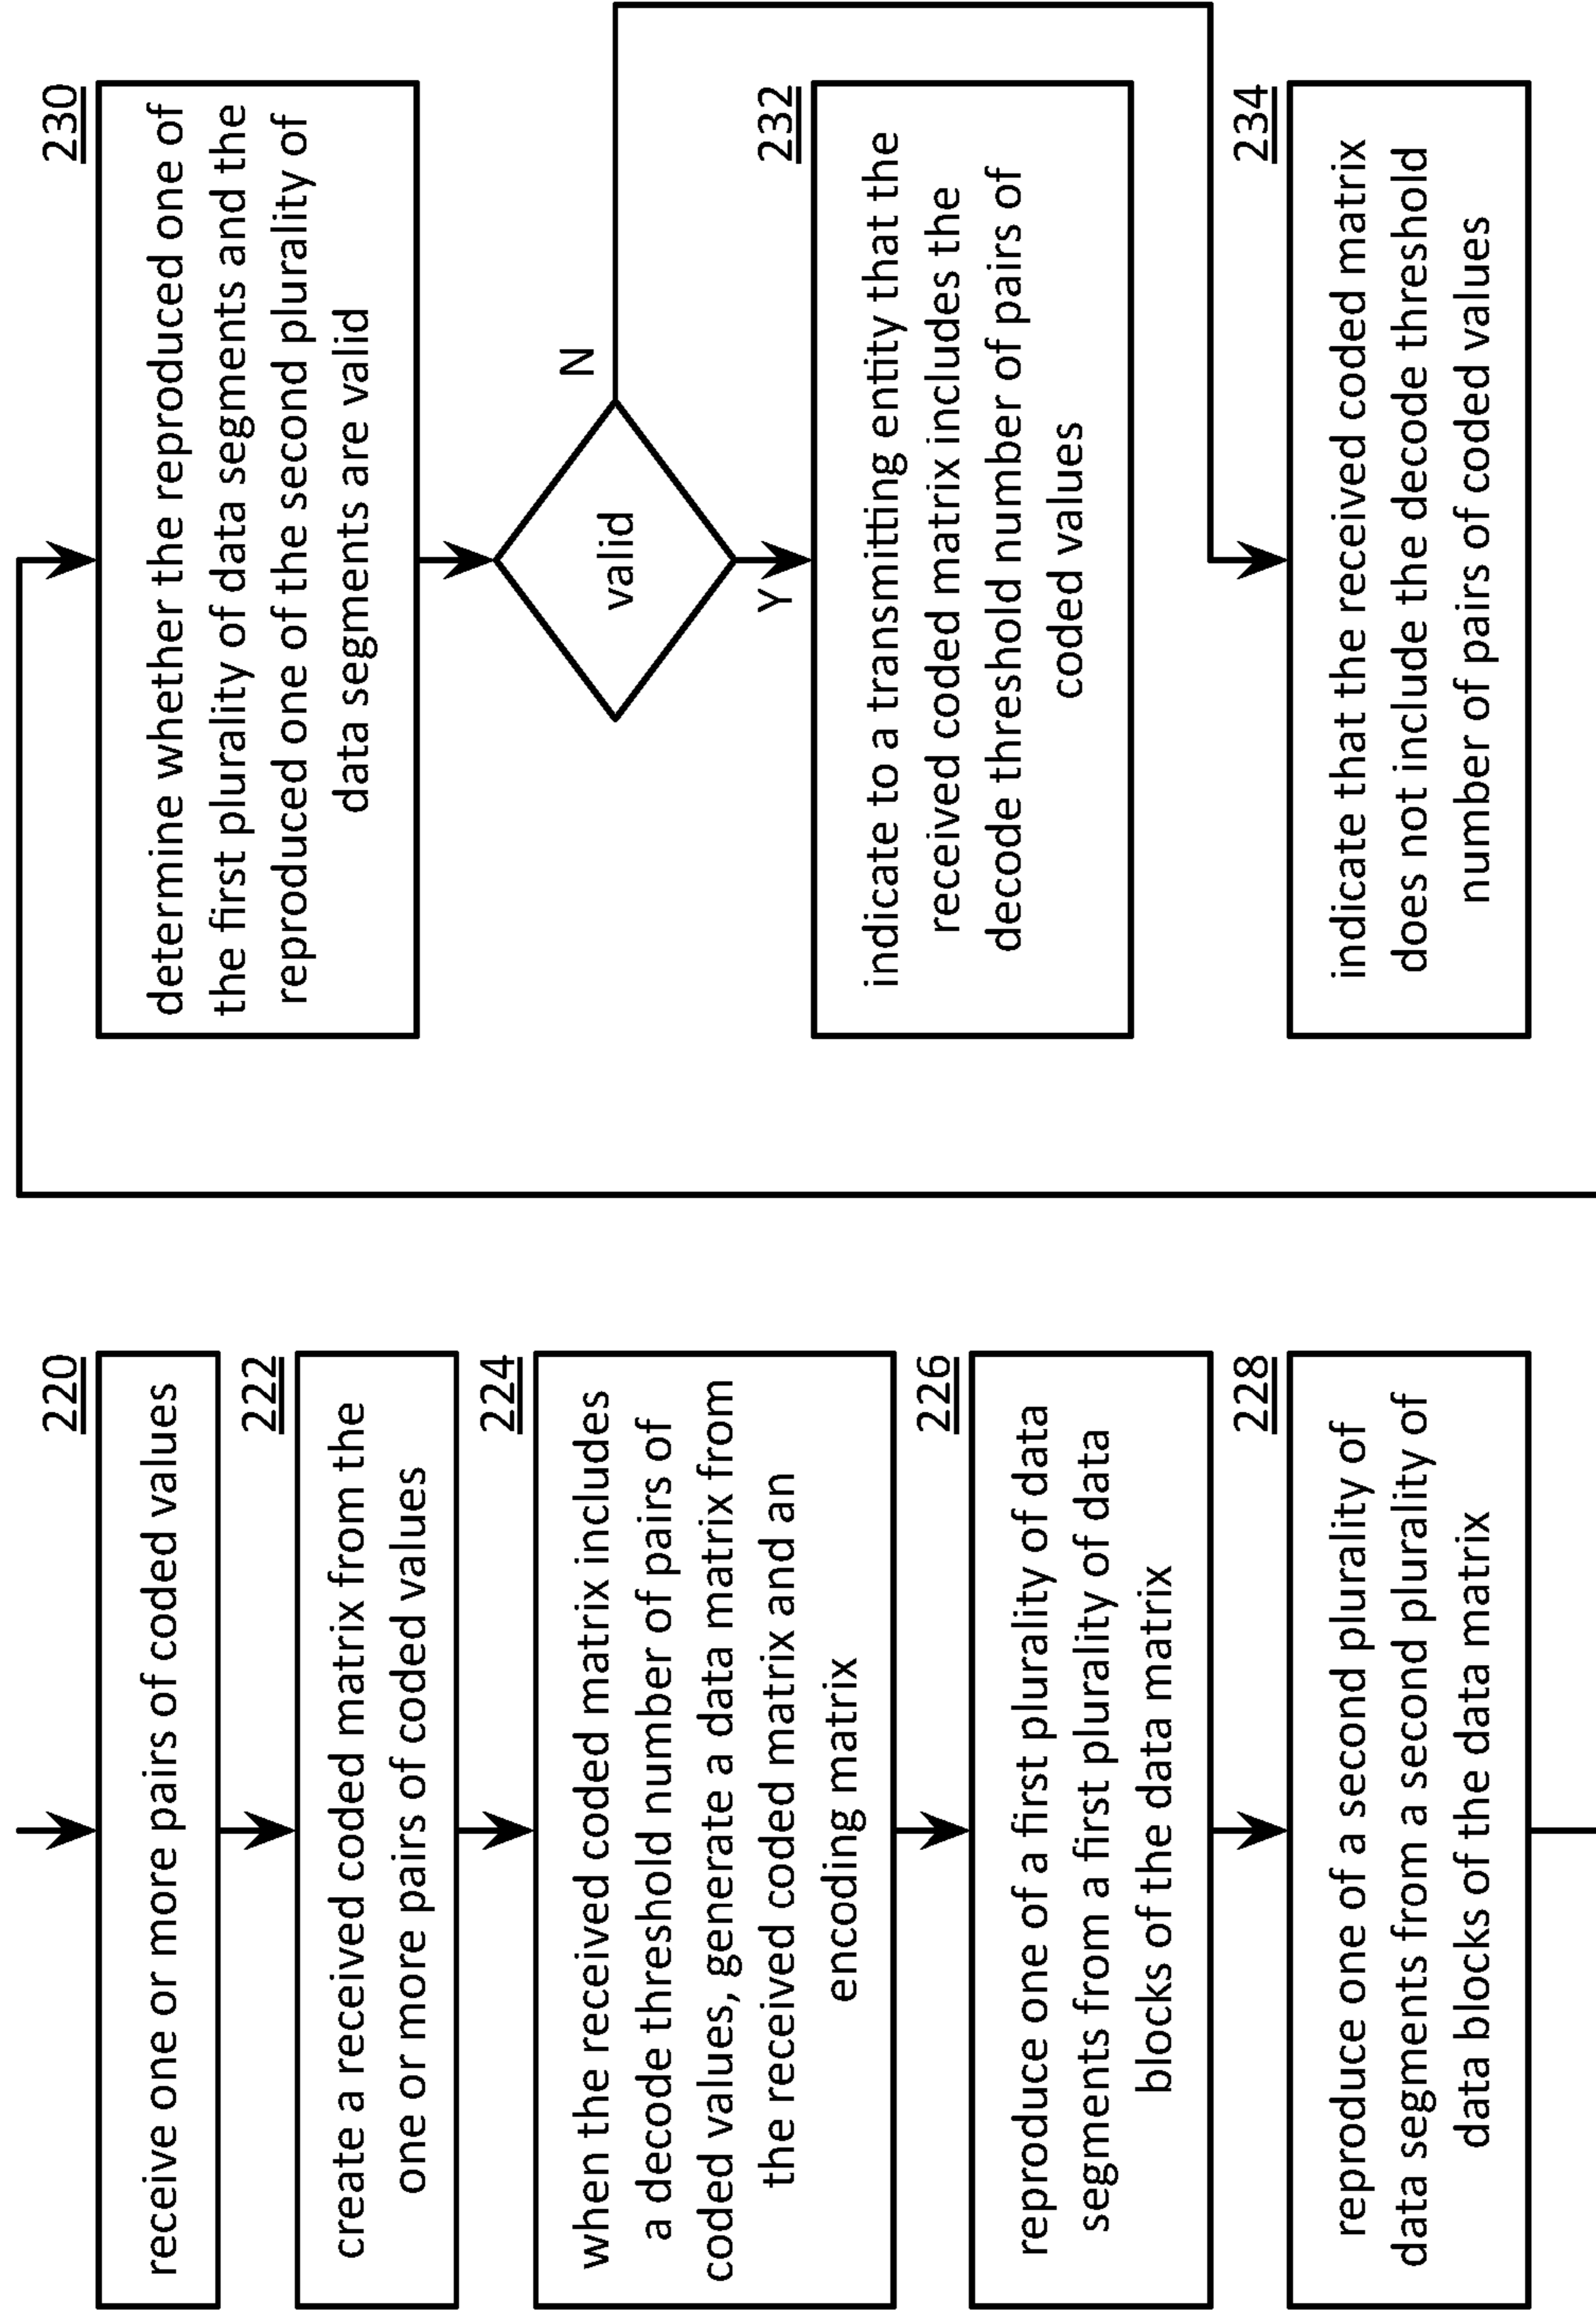 220
receive one or more pairs of coded values
222
create a received coded matrix from the
one or more pairs of coded values
224
when the received coded matrix includes
a decode threshold number of pairs of
coded values, generate a data matrix from
the received coded matrix and an
encoding matrix
226
reproduce one of a first plurality of data
segments from a first plurality of data
blocks of the data matrix
228
reproduce one of a second plurality of
data segments from a second plurality of
data blocks of the data matrix
230
determine whether the reproduced one of
the first plurality of data segments and the
reproduced one of the second plurality of
data segments are valid
valid
N
Y
232
indicate to a transmitting entity that the
received coded matrix includes the
decode threshold number of pairs of
coded values
234
indicate that the received coded matrix
does not include the decode threshold
number of pairs of coded values